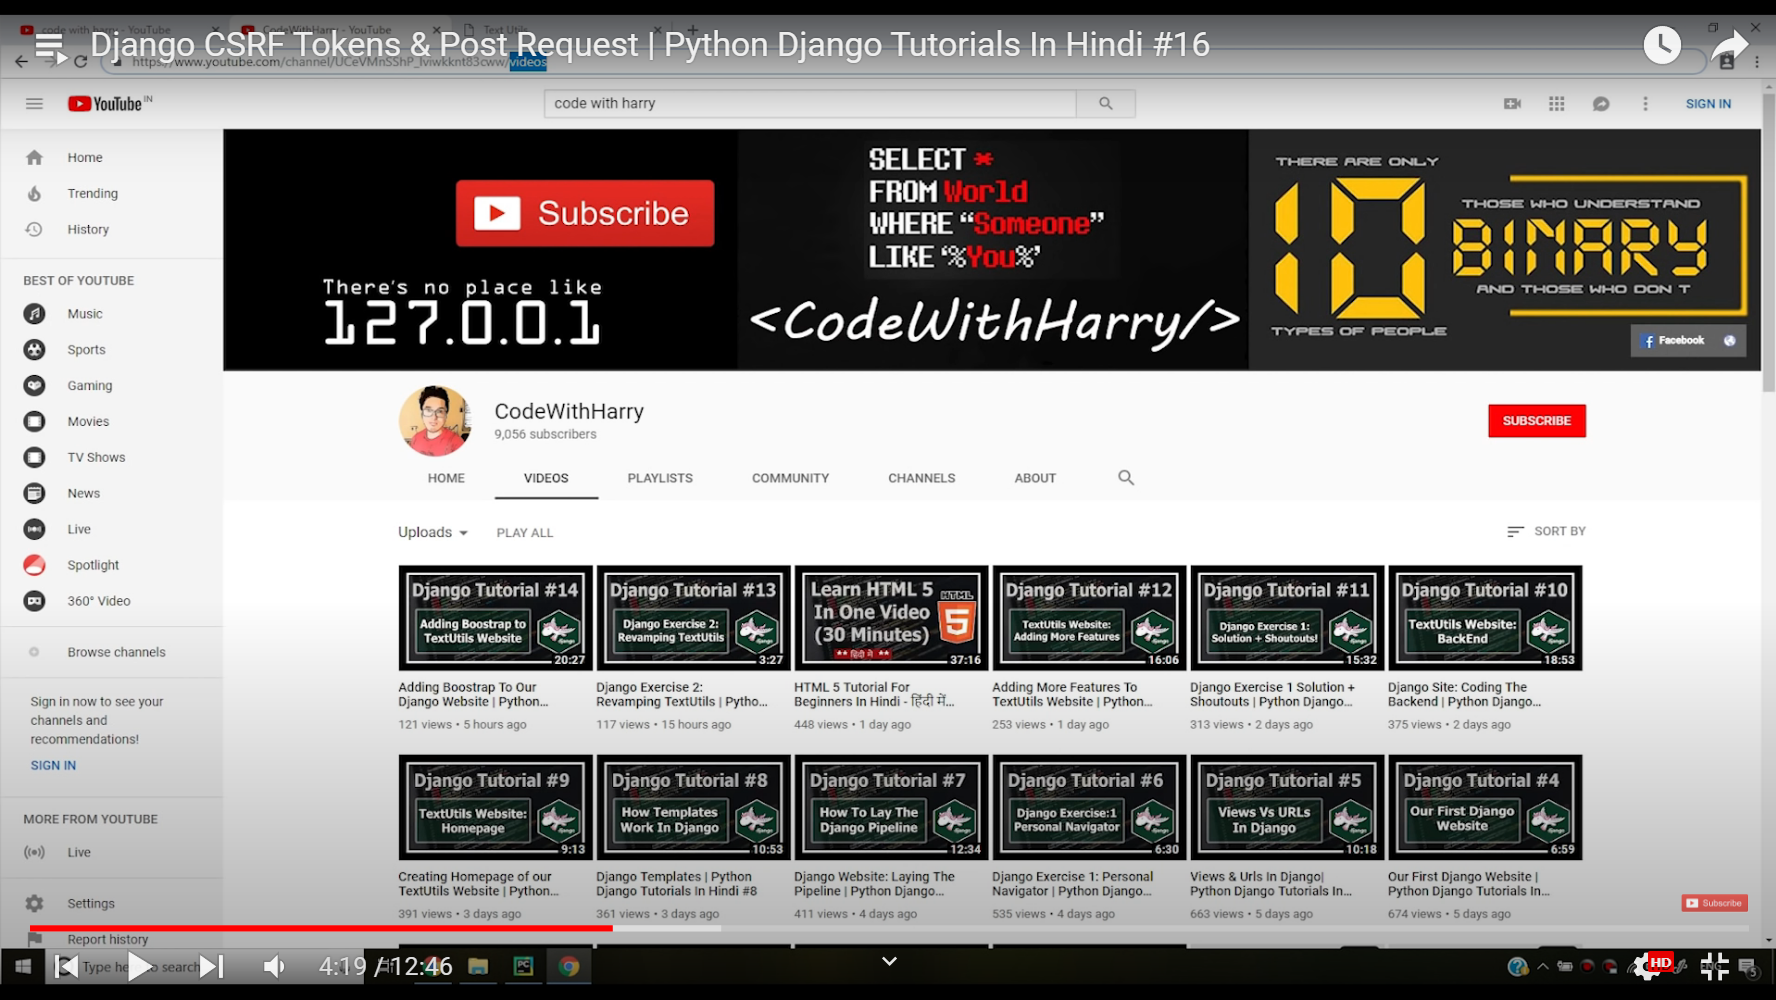 code with harry - YouTube
CodeWithHarry - YouTube
Text Utils
Django CSRF Tokens & Post Request | Python Django Tutorials In Hindi #16
YouTube IN
code with harry
SIGN IN
Home
Trending
History
BEST OF YOUTUBE
Music
Sports
Gaming
Movies
TV Shows
News
Live
Spotlight
360° Video
Browse channels
Sign in now to see your
channels and
recommendations!
SIGN IN
MORE FROM YOUTUBE
Live
Settings
Report history
Subscribe
There's no place like
127.0.0.1
SELECT *
FROM World
WHERE “Someone”
LIKE ‘%You%’
<CodeWithHarry/>
THERE ARE ONLY
10
TYPES OF PEOPLE
THOSE WHO UNDERSTAND
BINARY
AND THOSE WHO DON T
Facebook
CodeWithHarry
9,056 subscribers
SUBSCRIBE
HOME
VIDEOS
PLAYLISTS
COMMUNITY
CHANNELS
ABOUT
Uploads
PLAY ALL
SORT BY
Django Tutorial #14
Adding Boostrap to
TextUtils Website
20:27
Adding Boostrap To Our
Django Website | Python...
121 views • 5 hours ago
Django Tutorial #13
Django Exercise 2:
Revamping TextUtils
3:27
Django Exercise 2:
Revamping TextUtils | Pytho...
117 views • 15 hours ago
Learn HTML 5
In One Video
(30 Minutes)
HTML
5
** हिंदी में **
37:16
HTML 5 Tutorial For
Beginners In Hindi - हिंदी में...
448 views • 1 day ago
Django Tutorial #12
TextUtils Website:
Adding More Features
16:06
Adding More Features To
TextUtils Website | Python...
253 views • 1 day ago
Django Tutorial #11
Django Exercise 1:
Solution + Shoutouts!
15:32
Django Exercise 1 Solution +
Shoutouts | Python Django...
313 views • 2 days ago
Django Tutorial #10
TextUtils Website:
BackEnd
18:53
Django Site: Coding The
Backend | Python Django...
375 views • 2 days ago
Django Tutorial #9
TextUtils Website:
Homepage
9:13
Creating Homepage of our
TextUtils Website | Python...
391 views • 3 days ago
Django Tutorial #8
How Templates
Work In Django
10:53
Django Templates | Python
Django Tutorials In Hindi #8
361 views • 3 days ago
Django Tutorial #7
How To Lay The
Django Pipeline
12:34
Django Website: Laying The
Pipeline | Python Django...
411 views • 4 days ago
Django Tutorial #6
Django Exercise:1
Personal Navigator
6:30
Django Exercise 1: Personal
Navigator | Python Django...
535 views • 4 days ago
Django Tutorial #5
Views Vs URLs
In Django
10:18
Views & Urls In Django|
Python Django Tutorials In...
663 views • 5 days ago
Django Tutorial #4
Our First Django
Website
6:59
Our First Django Website |
Python Django Tutorials In...
674 views • 5 days ago
Subscribe
Type here to search
4:19 / 12:46
PC
HD
ENG
5